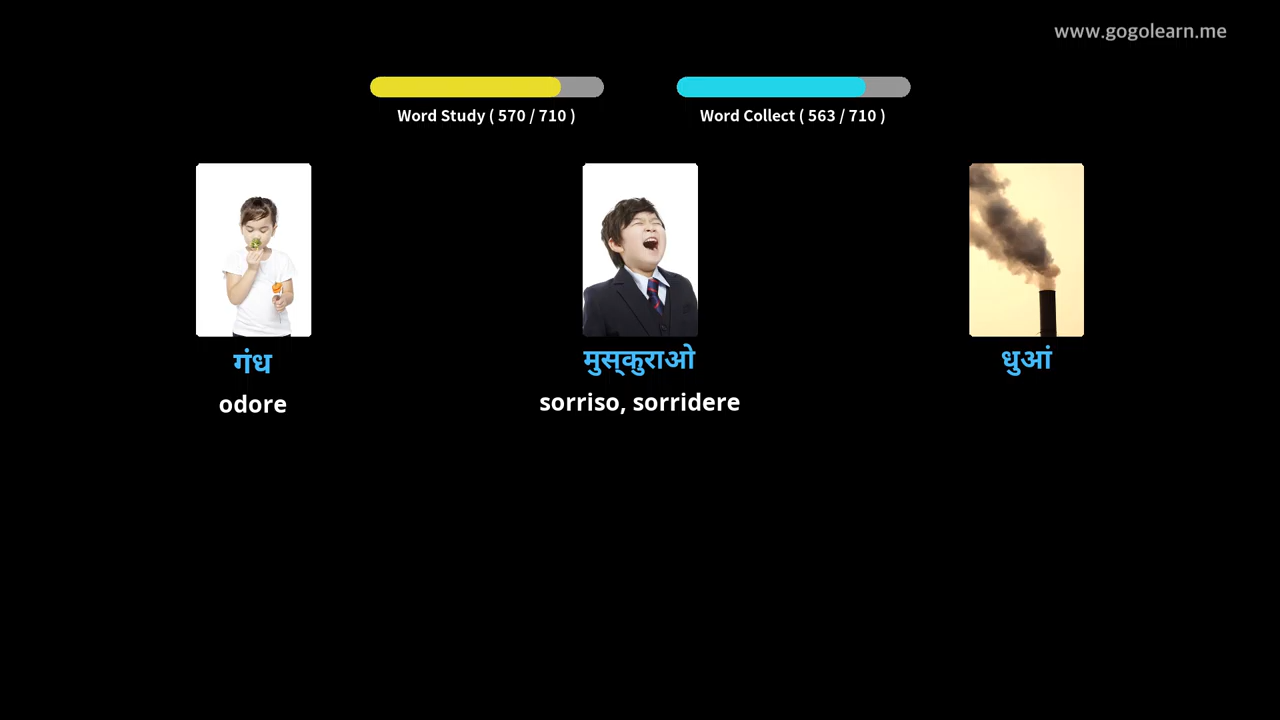 www.gogolearn.me
Word Study ( 570 / 710 )
Word Collect ( 563 / 710 )
गंध
मुस्कुराओ
धुआं
odore
sorriso, sorridere